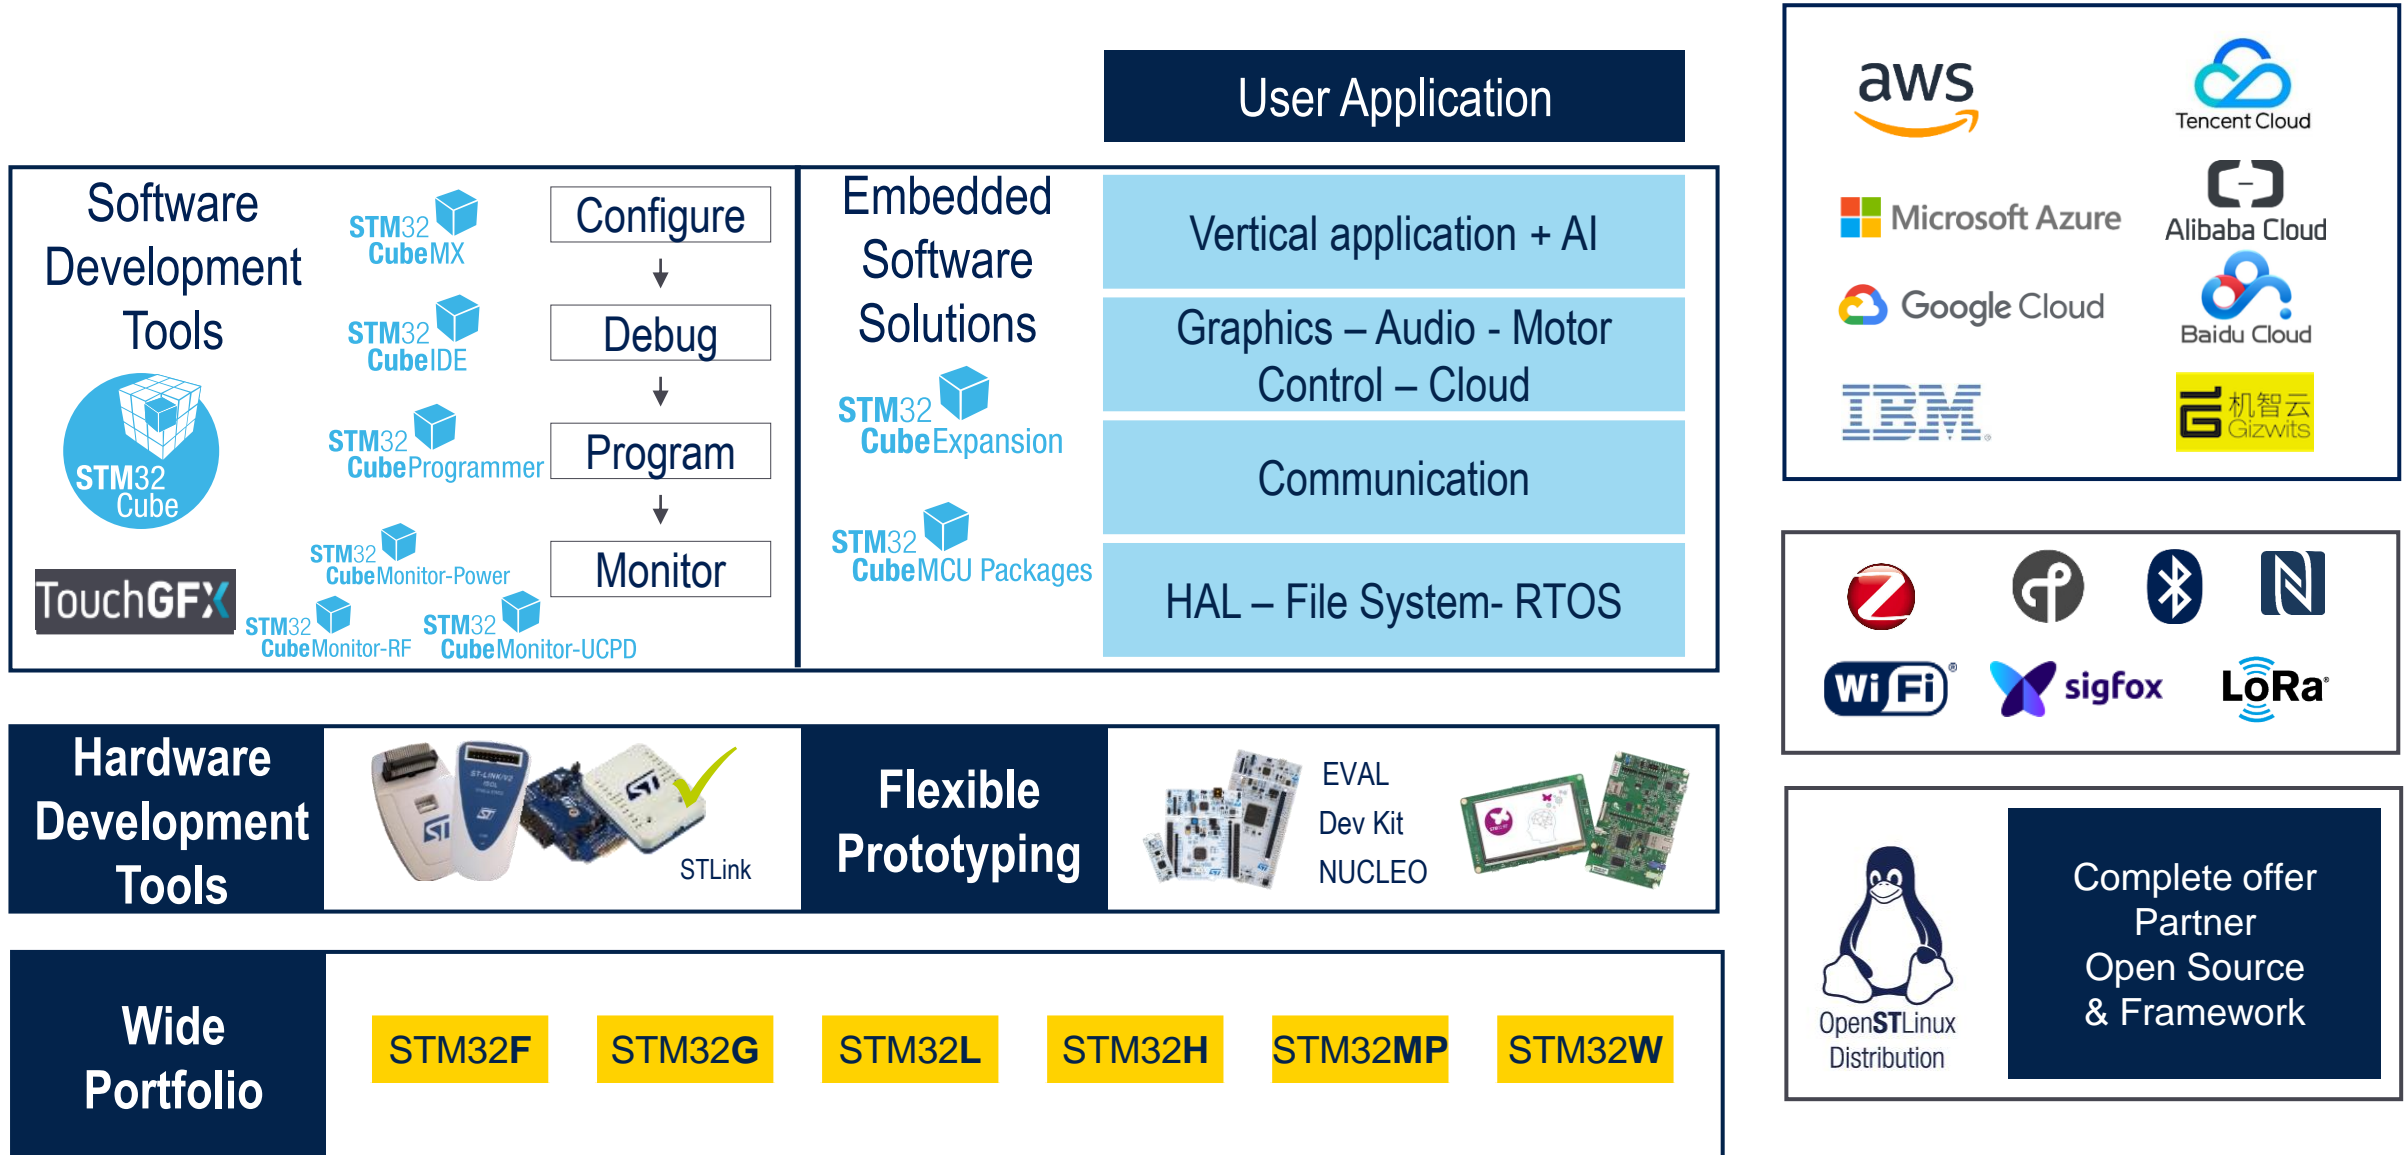 User Application
Software
Development
Tools
STM32
Cube
TouchGFX
STM32
CubeMX
STM32
CubeIDE
STM32
CubeProgrammer
STM32
CubeMonitor-Power
STM32
CubeMonitor-RF
STM32
CubeMonitor-UCPD
Configure
Debug
Program
Monitor
Embedded
Software
Solutions
STM32
CubeExpansion
STM32
CubeMCU Packages
Vertical application + AI
Graphics – Audio - Motor
Control – Cloud
Communication
HAL – File System- RTOS
Hardware
Development
Tools
ST-LINK/V2
STLink
Flexible
Prototyping
EVAL
Dev Kit
NUCLEO
Wide
Portfolio
STM32F
STM32G
STM32L
STM32H
STM32MP
STM32W
aws
Tencent Cloud
Microsoft Azure
Alibaba Cloud
Google Cloud
Baidu Cloud
IBM®
机智云
Gizwits
WiFi®
sigfox
LoRa®
OpenSTLinux
Distribution
Complete offer
Partner
Open Source
& Framework